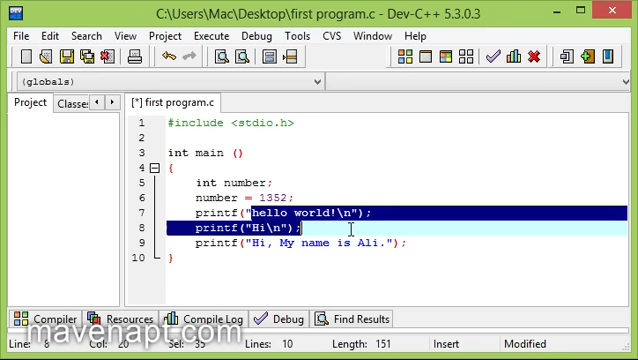 C:\Users\Mac\Desktop\first program.c - Dev-C++ 5.3.0.3
File Edit Search View Project Execute Debug Tools CVS Window Help
(globals)
Project Classes [*] first program.c
1 #include <stdio.h>
2
3 int main ()
4 {
5 int number;
6 number = 1352;
7 printf("hello world!\n");
8 printf("Hi\n");
9 printf("Hi, My name is Ali.");
10 }
Compiler Resources Compile Log Debug Find Results
mavenapt.com
Line: 8 Col: 20 Sel: 35 Lines: 10 Length: 151 Insert Modified